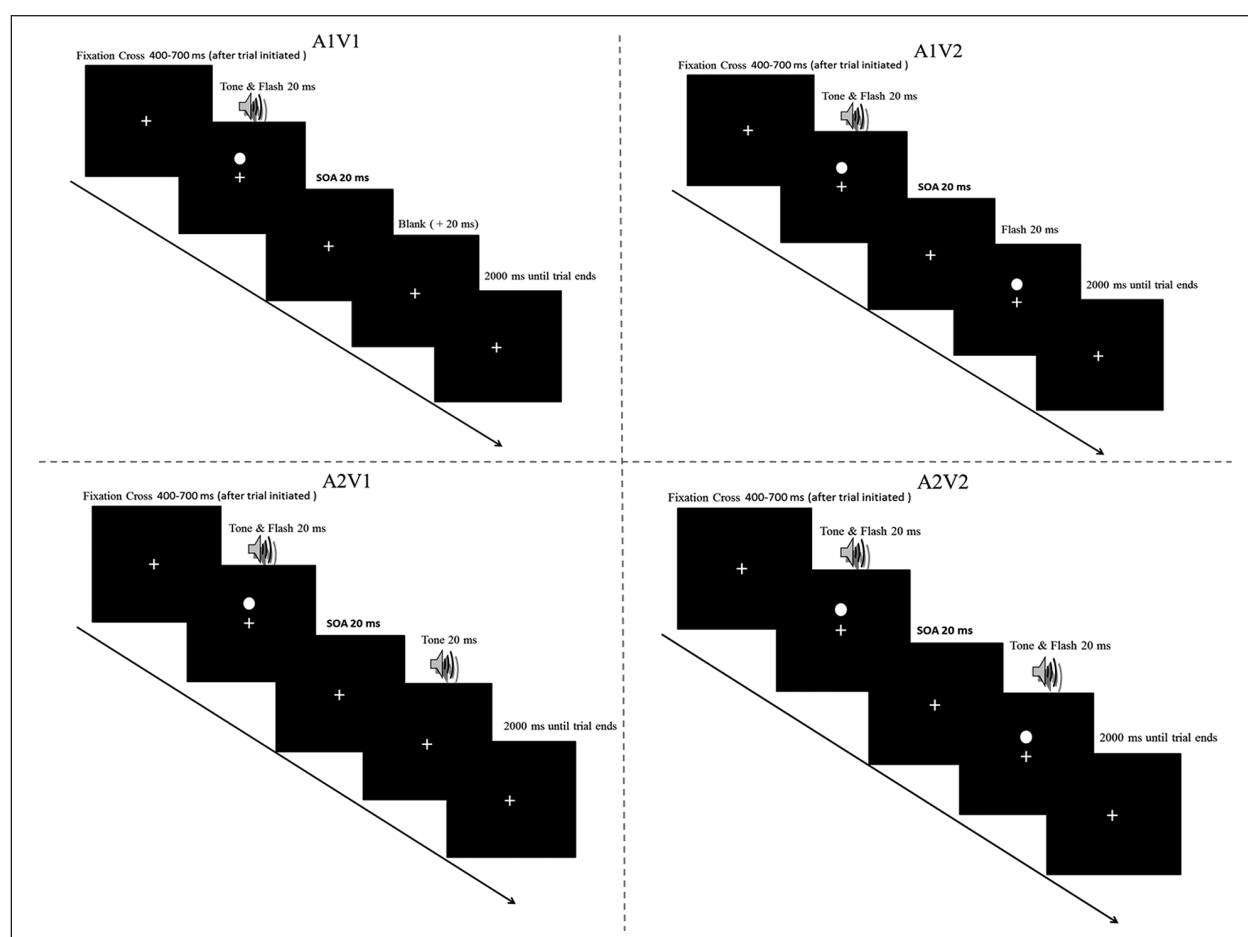 A1V1
Fixation Cross 400-700 ms (after trial initiated )
Tone & Flash 20 ms
SOA 20 ms
Blank ( + 20 ms)
2000 ms until trial ends
A1V2
Fixation Cross 400-700 ms (after trial initiated )
Tone & Flash 20 ms
SOA 20 ms
Flash 20 ms
2000 ms until trial ends
A2V1
Fixation Cross 400-700 ms (after trial initiated )
Tone & Flash 20 ms
SOA 20 ms
Tone 20 ms
2000 ms until trial ends
A2V2
Fixation Cross 400-700 ms (after trial initiated )
Tone & Flash 20 ms
SOA 20 ms
Tone & Flash 20 ms
2000 ms until trial ends